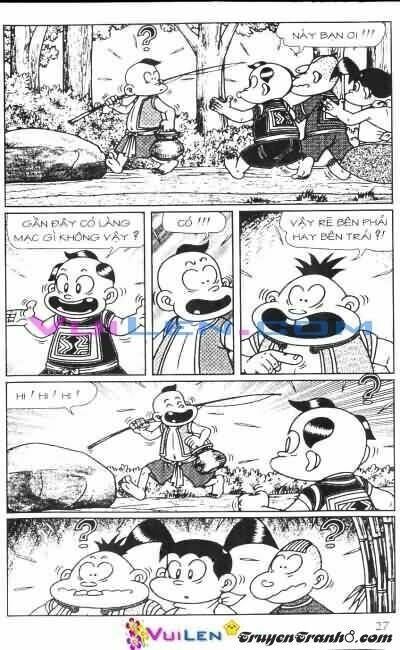 ?
NÀY BẠN ƠI !!!
GẦN ĐÂY CÓ LÀNG
MẠC GÌ KHÔNG VẬY ?
CÓ !!!
VẬY RẼ BÊN PHẢI
HAY BÊN TRÁI ?!
VUILEN.COM
HI ! HI ! HI !
?
? ?
VUILEN
TruyenTranh8.com
27